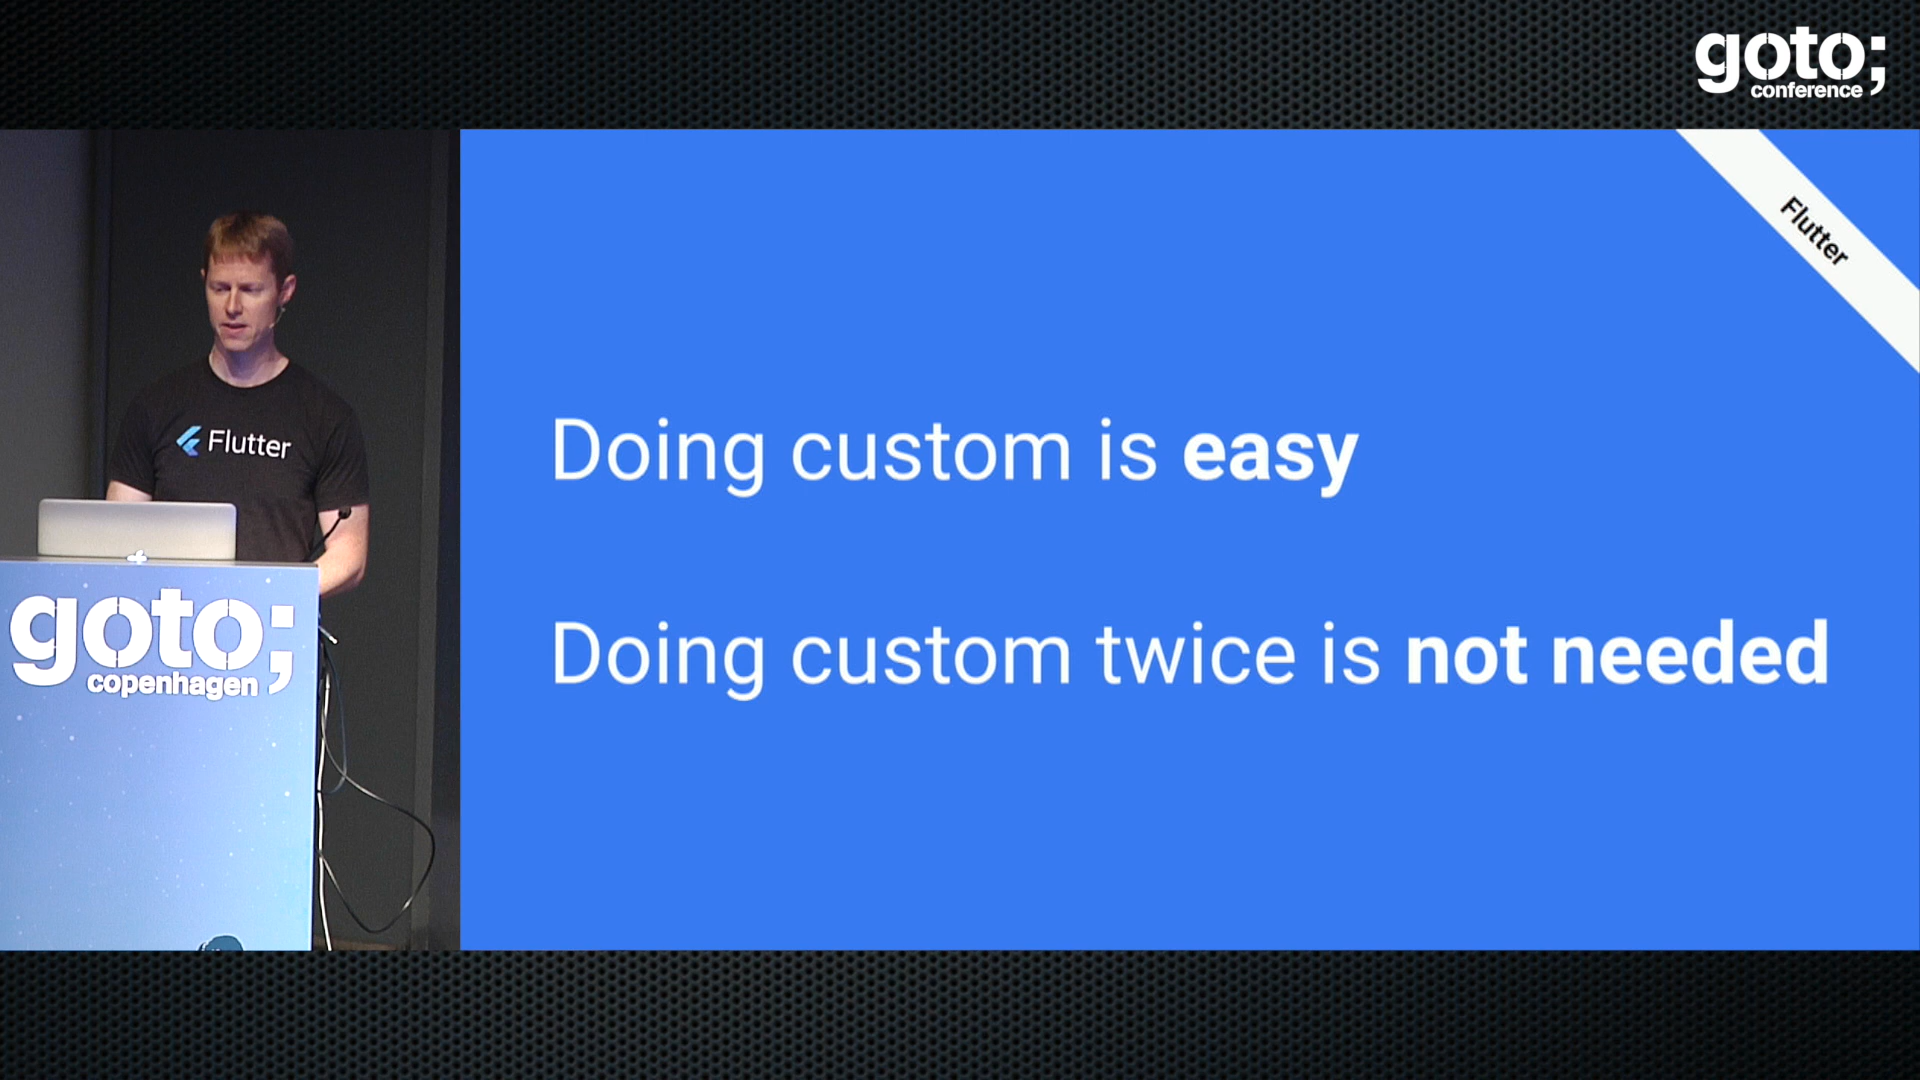 goto;
conference
Flutter
Doing custom is easy
Doing custom twice is not needed
Flutter
goto;
copenhagen